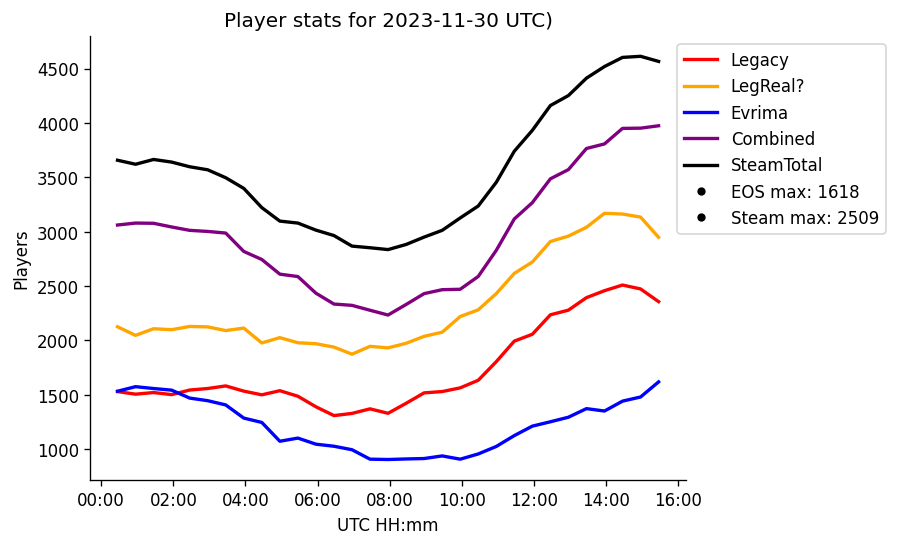 Player stats for 2023-11-30 UTC)
Legacy
LegReal?
Evrima
Combined
SteamTotal
EOS max: 1618
Steam max: 2509
4500
4000
3500
3000
2500
2000
1500
1000
Players
00:00 02:00 04:00 06:00 08:00 10:00 12:00 14:00 16:00
UTC HH:mm